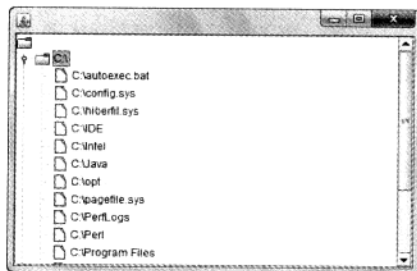 C:\
C:\autoexec.bat
C:\config.sys
C:\hiberfil.sys
C:\IDE
C:\Intel
C:\Java
C:\opt
C:\pagefile.sys
C:\PerfLogs
C:\Perl
C:\Program Files